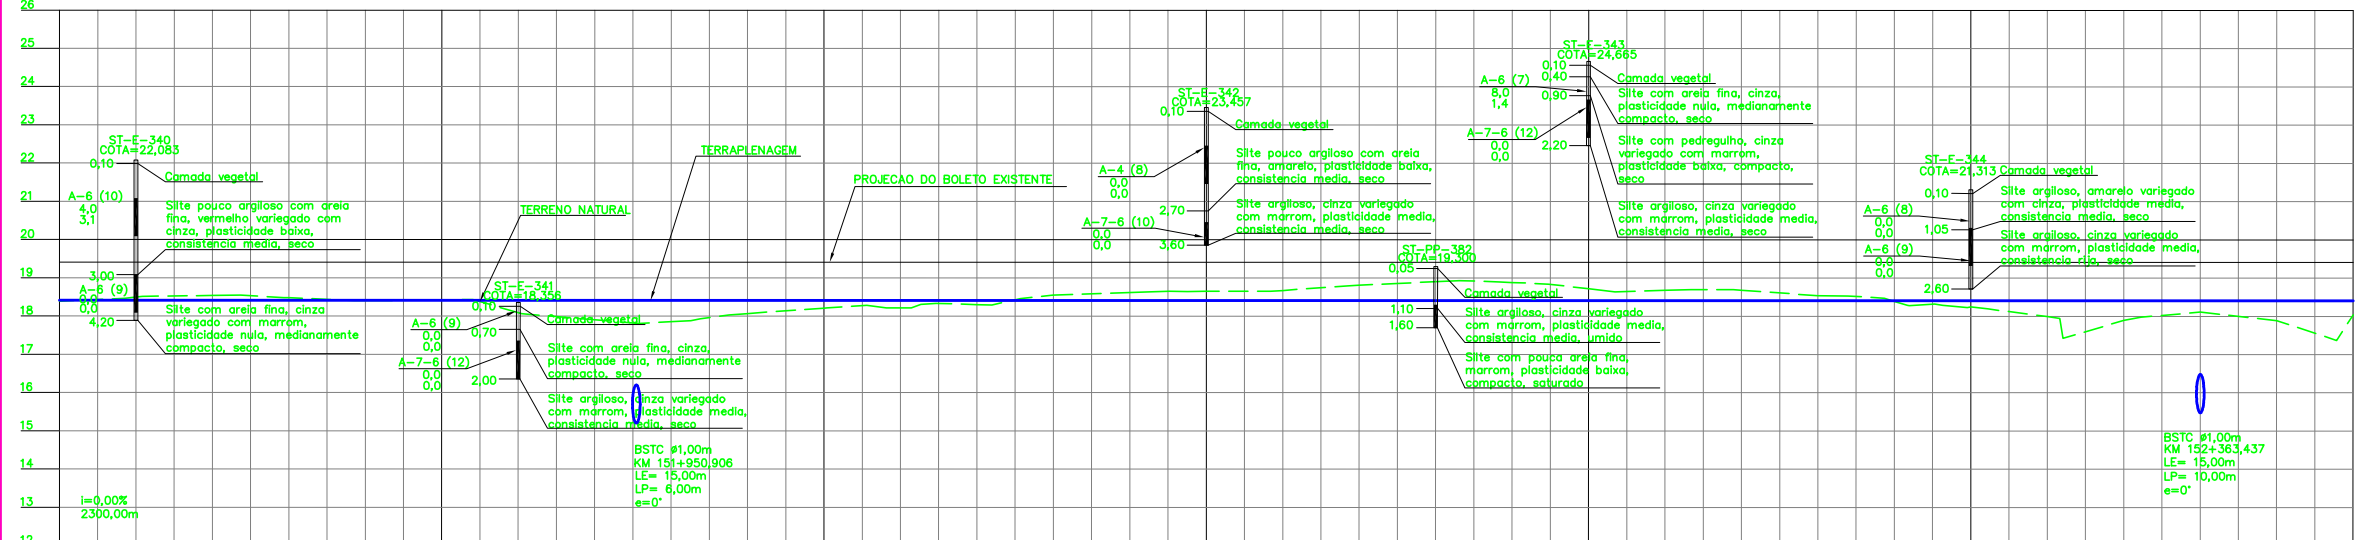 26
25
24
23
22
21
20
19
18
17
16
15
14
13
12
ST-E-340
COTA=22,083
0,10
Camada vegetal
A-6 (10)
4,0
3,1
Silte pouco argiloso com areia
fina, vermelho variegado com
cinza, plasticidade baixa,
consistencia media, seco
3,00
A-6 (9)
0,0
0,0
4,20
Silte com areia fina, cinza
variegado com marrom,
plasticidade nula, medianamente
compacto, seco
i=0,00%
2300,00m
TERRENO NATURAL
TERRAPLENAGEM
PROJECAO DO BOLETO EXISTENTE
ST-E-341
COTA=18,356
0,10
Camada vegetal
A-6 (9)
0,0
0,0
0,70
A-7-6 (12)
0,0
0,0
2,00
Silte com areia fina, cinza,
plasticidade nula, medianamente
compacto, seco
Silte argiloso, cinza variegado
com marrom, plasticidade media,
consistencia media, seco
BSTC ø1,00m
KM 151+950,906
LE= 15,00m
LP= 6,00m
e=0°
ST-E-342
COTA=23,457
0,10
Camada vegetal
A-4 (8)
0,0
0,0
Silte pouco argiloso com areia
fina, amarelo, plasticidade baixa,
consistencia media, seco
2,70
A-7-6 (10)
0,0
0,0
3,60
Silte argiloso, cinza variegado
com marrom, plasticidade media,
consistencia media, seco
ST-PP-382
COTA=19,300
0,05
Camada vegetal
1,10
1,60
Silte argiloso, cinza variegado
com marrom, plasticidade media,
consistencia media, umido
Silte com pouca areia fina,
marrom, plasticidade baixa,
compacto, saturado
ST-E-343
COTA=24,665
0,10
0,40
0,90
A-6 (7)
8,0
1,4
A-7-6 (12)
0,0
0,0
2,20
Camada vegetal
Silte com areia fina, cinza,
plasticidade nula, medianamente
compacto, seco
Silte com pedregulho, cinza
variegado com marrom,
plasticidade baixa, compacto,
seco
Silte argiloso, cinza variegado
com marrom, plasticidade media,
consistencia media, seco
ST-E-344
COTA=21,313
Camada vegetal
0,10
A-6 (8)
0,0
0,0
1,05
A-6 (9)
0,0
0,0
2,60
Silte argiloso, amarelo variegado
com cinza, plasticidade media,
consistencia media, seco
Silte argiloso, cinza variegado
com marrom, plasticidade media,
consistencia rija, seco
BSTC ø1,00m
KM 152+363,437
LE= 15,00m
LP= 10,00m
e=0°